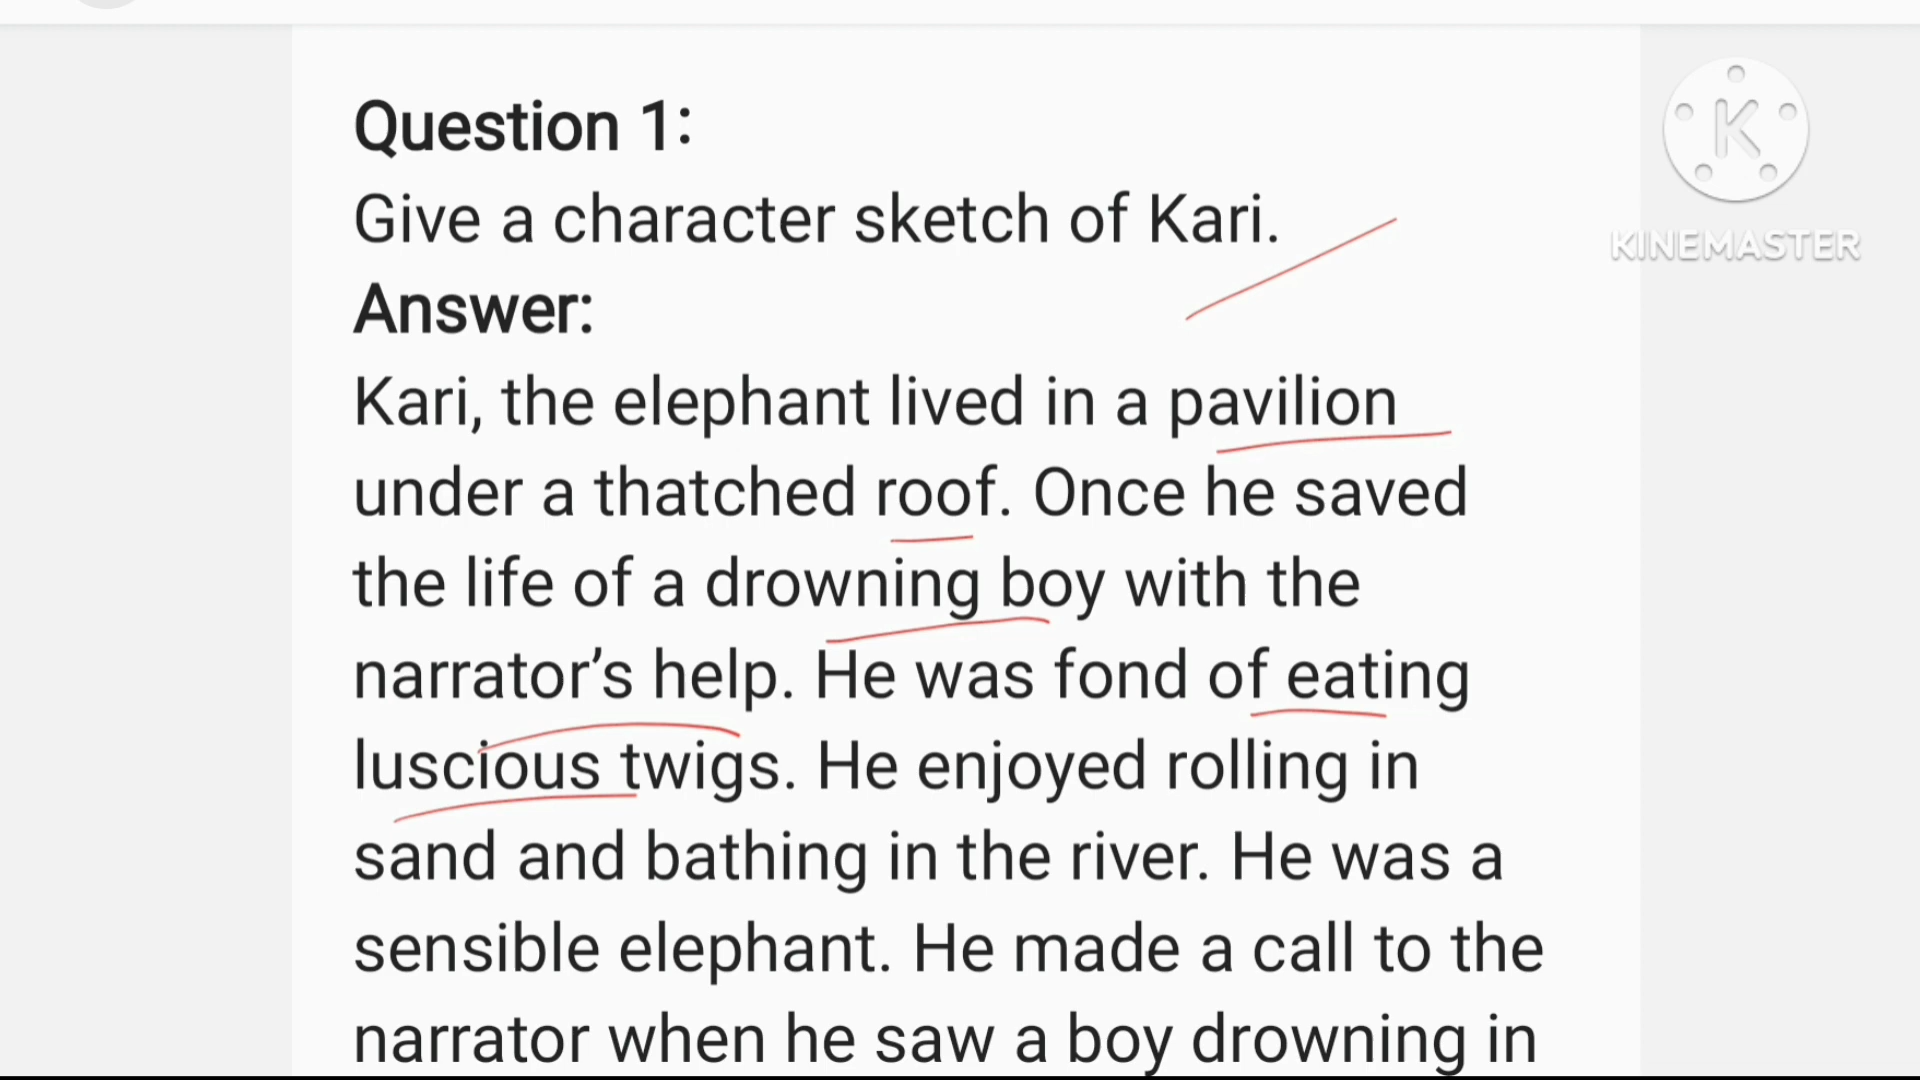 Question 1:
Give a character sketch of Kari.
Answer:
Kari, the elephant lived in a pavilion
under a thatched roof. Once he saved
the life of a drowning boy with the
narrator’s help. He was fond of eating
luscious twigs. He enjoyed rolling in
sand and bathing in the river. He was a
sensible elephant. He made a call to the
narrator when he saw a boy drowning in
K
KINEMASTER